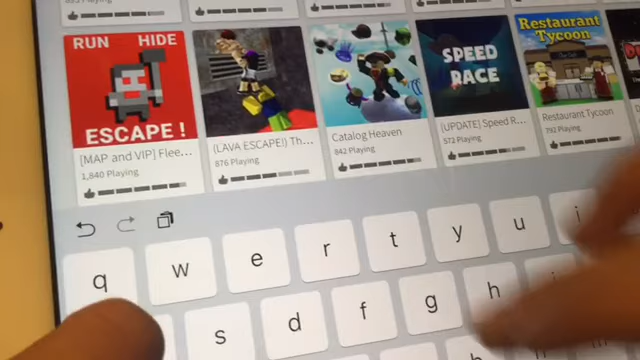 RUN HIDE
ESCAPE!
[MAP and VIP] Flee...
1,840 Playing
(LAVA ESCAPE!) Th...
876 Playing
Catalog Heaven
842 Playing
SPEED
RACE
[UPDATE] Speed R...
572 Playing
Restaurant
Tycoon
Restaurant Tycoon
792 Playing
q w e r t y u i
s d f g h